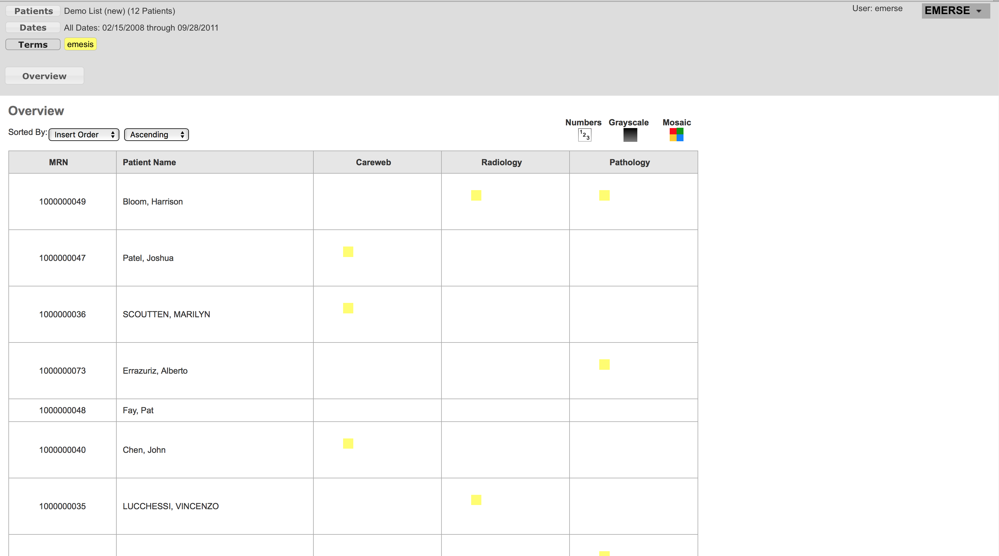 Patients Demo List (new) (12 Patients) User: emerse EMERSE
Dates All Dates: 02/15/2008 through 09/28/2011
Terms emesis
Overview
Overview
Numbers Grayscale Mosaic
Sorted By: Insert Order Ascending
1 2 3
MRN Patient Name Careweb Radiology Pathology
1000000049 Bloom, Harrison
1000000047 Patel, Joshua
1000000036 SCOUTTEN, MARILYN
1000000073 Errazuriz, Alberto
1000000048 Fay, Pat
1000000040 Chen, John
1000000035 LUCCHESSI, VINCENZO